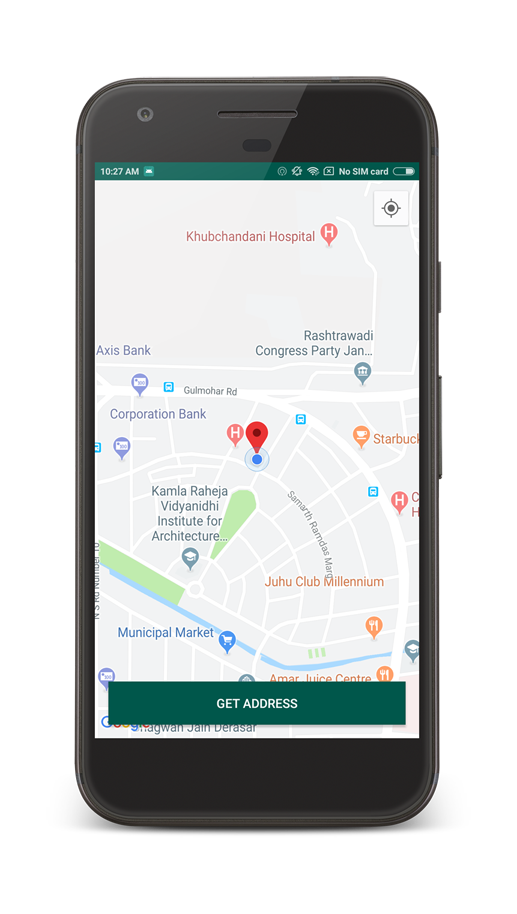 10:27 AM
No SIM card
Khubchandani Hospital
Rashtrawadi
Congress Party Jan...
Axis Bank
Gulmohar Rd
Corporation Bank
Starbuck
Kamla Raheja
Vidyanidhi
Institute for
Architecture...
Samarth Ramdas Marg
C
H
N S Rd Number 10
Juhu Club Millennium
Municipal Market
Amar Juice Centre
GET ADDRESS
Google
hagwan Jain Derasar